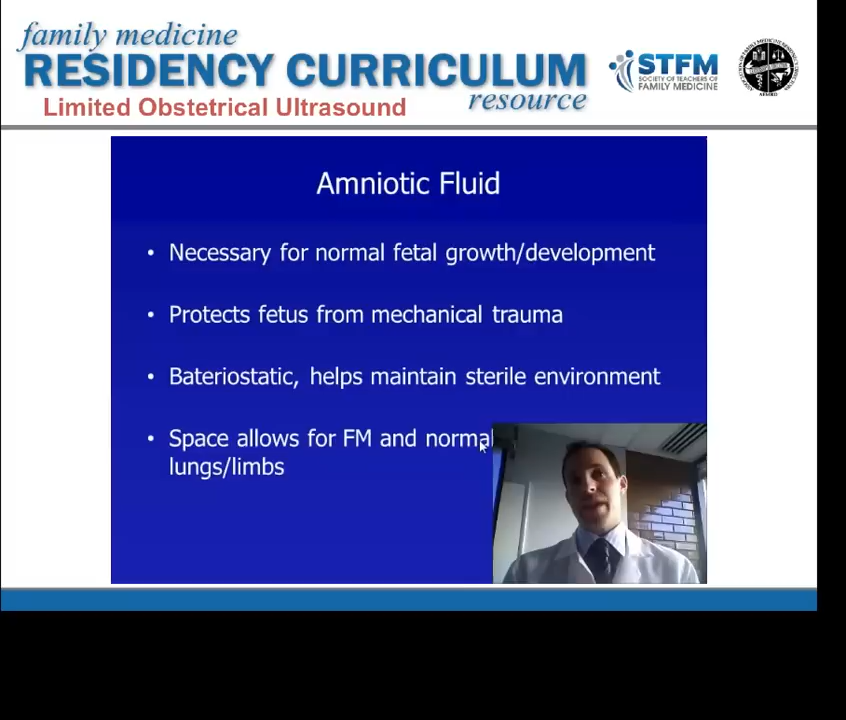 family medicine
RESIDENCY CURRICULUM
resource
Limited Obstetrical Ultrasound
STFM
SOCIETY OF TEACHERS OF
FAMILY MEDICINE
Amniotic Fluid
• Necessary for normal fetal growth/development
• Protects fetus from mechanical trauma
• Bateriostatic, helps maintain sterile environment
• Space allows for FM and normal
lungs/limbs